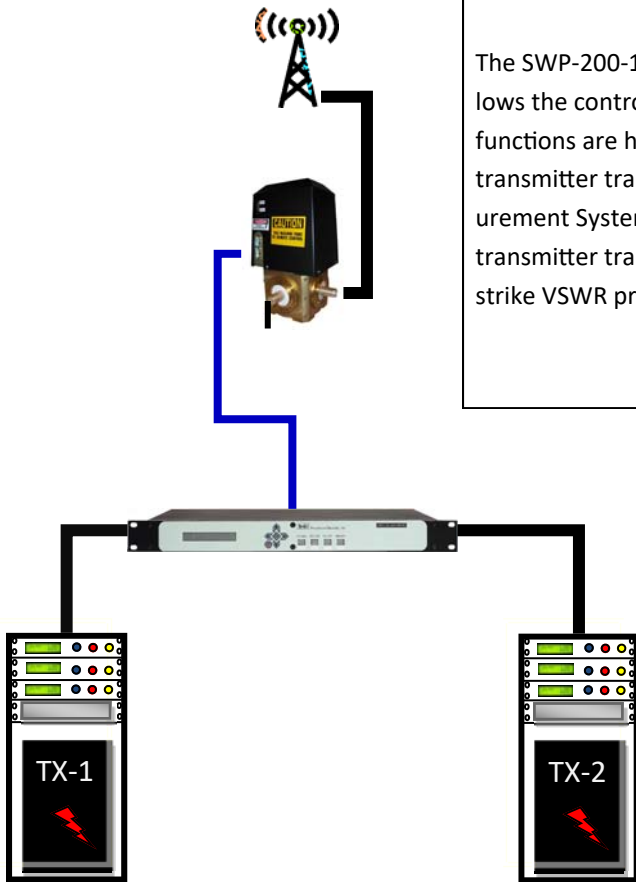 The SWP-200-1
lows the contro
functions are h
transmitter tra
urement System
transmitter tra
strike VSWR pr
CAUTION
TX-1
TX-2